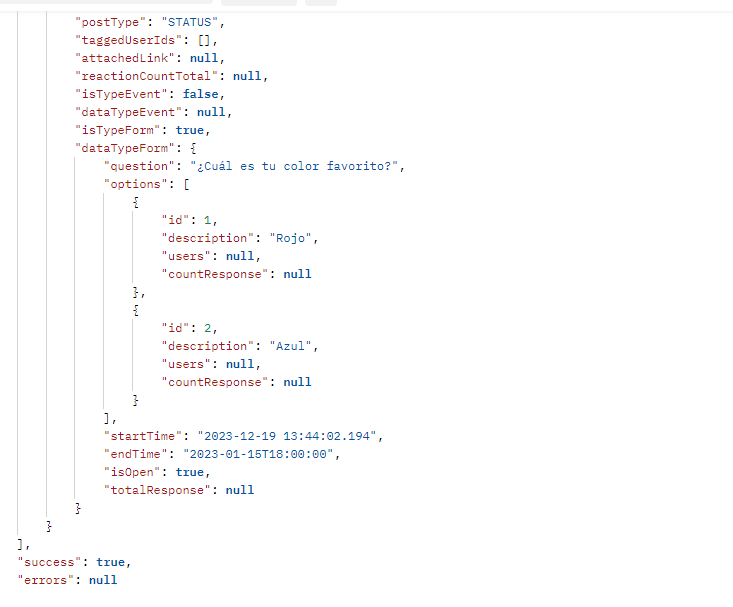 "postType": "STATUS",
"taggedUserIds": [],
"attachedLink": null,
"reactionCountTotal": null,
"isTypeEvent": false,
"dataTypeEvent": null,
"isTypeForm": true,
"dataTypeForm": {
"question": "¿Cuál es tu color favorito?",
"options": [
{
"id": 1,
"description": "Rojo",
"users": null,
"countResponse": null
},
{
"id": 2,
"description": "Azul",
"users": null,
"countResponse": null
}
],
"startTime": "2023-12-19 13:44:02.194",
"endTime": "2023-01-15T18:00:00",
"isOpen": true,
"totalResponse": null
}
}
],
"success": true,
"errors": null